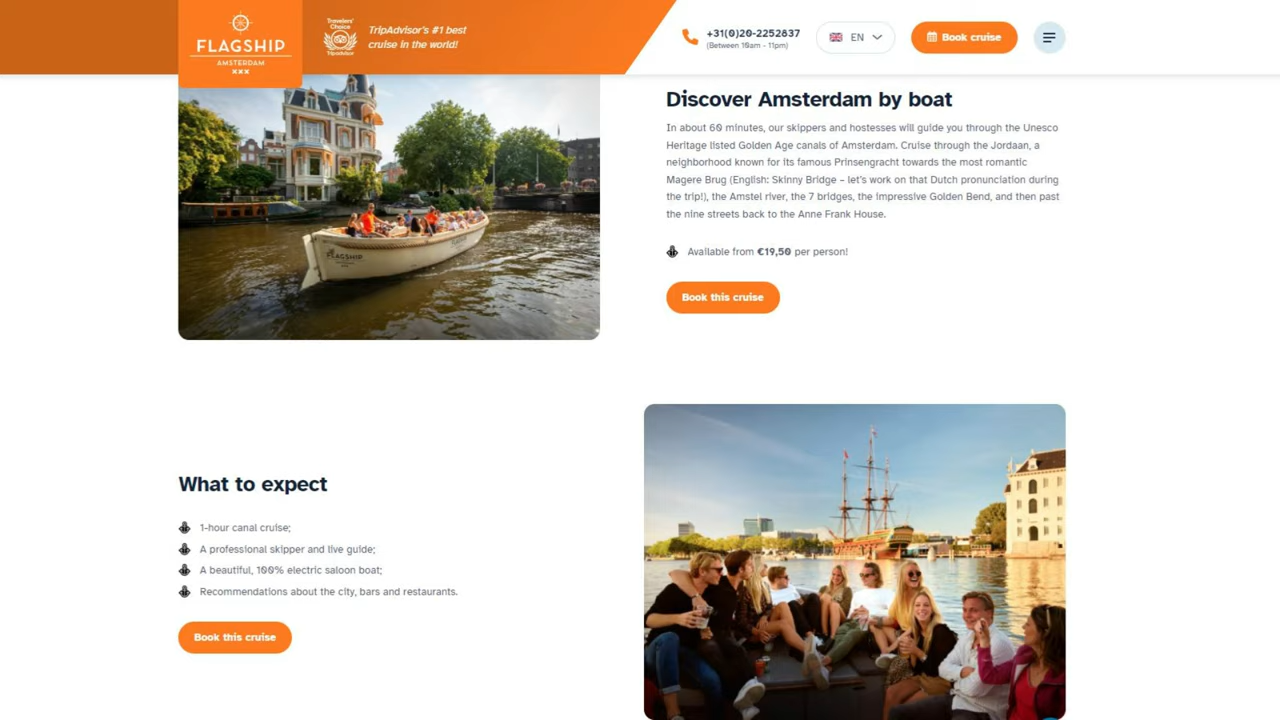 FLAGSHIP
AMSTERDAM
xxx
Travelers'
Choice
Tripadvisor
TripAdvisor's #1 best
cruise in the world!
+31(0)20-2252837
(Between 10am - 11pm)
EN
Book cruise
Discover Amsterdam by boat
In about 60 minutes, our skippers and hostesses will guide you through the Unesco
Heritage listed Golden Age canals of Amsterdam. Cruise through the Jordaan, a
neighborhood known for its famous Prinsengracht towards the most romantic
Magere Brug (English: Skinny Bridge – let's work on that Dutch pronunciation during
the trip!), the Amstel river, the 7 bridges, the impressive Golden Bend, and then past
the nine streets back to the Anne Frank House.
Available from €19,50 per person!
Book this cruise
FLAGSHIP
What to expect
1-hour canal cruise;
A professional skipper and live guide;
A beautiful, 100% electric saloon boat;
Recommendations about the city, bars and restaurants.
Book this cruise